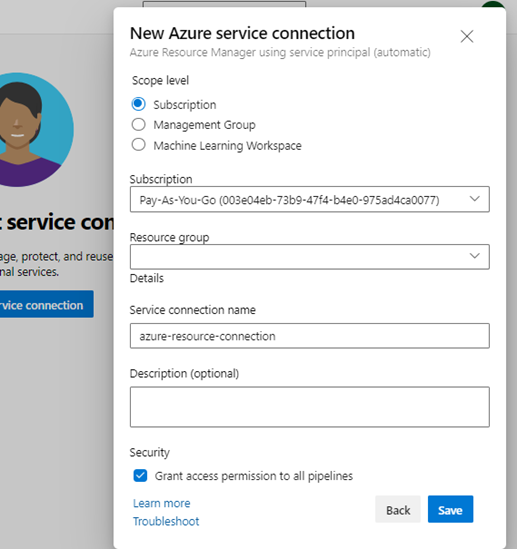 New Azure service connection
Azure Resource Manager using service principal (automatic)
Scope level
Subscription
Management Group
Machine Learning Workspace
Subscription
Pay-As-You-Go (003e04eb-73b9-47f4-b4e0-975ad4ca0077)
Resource group
Details
Service connection name
azure-resource-connection
Description (optional)
Security
Grant access permission to all pipelines
Learn more
Troubleshoot
Back
Save
t service con
age, protect, and reuse
nal services.
rvice connection